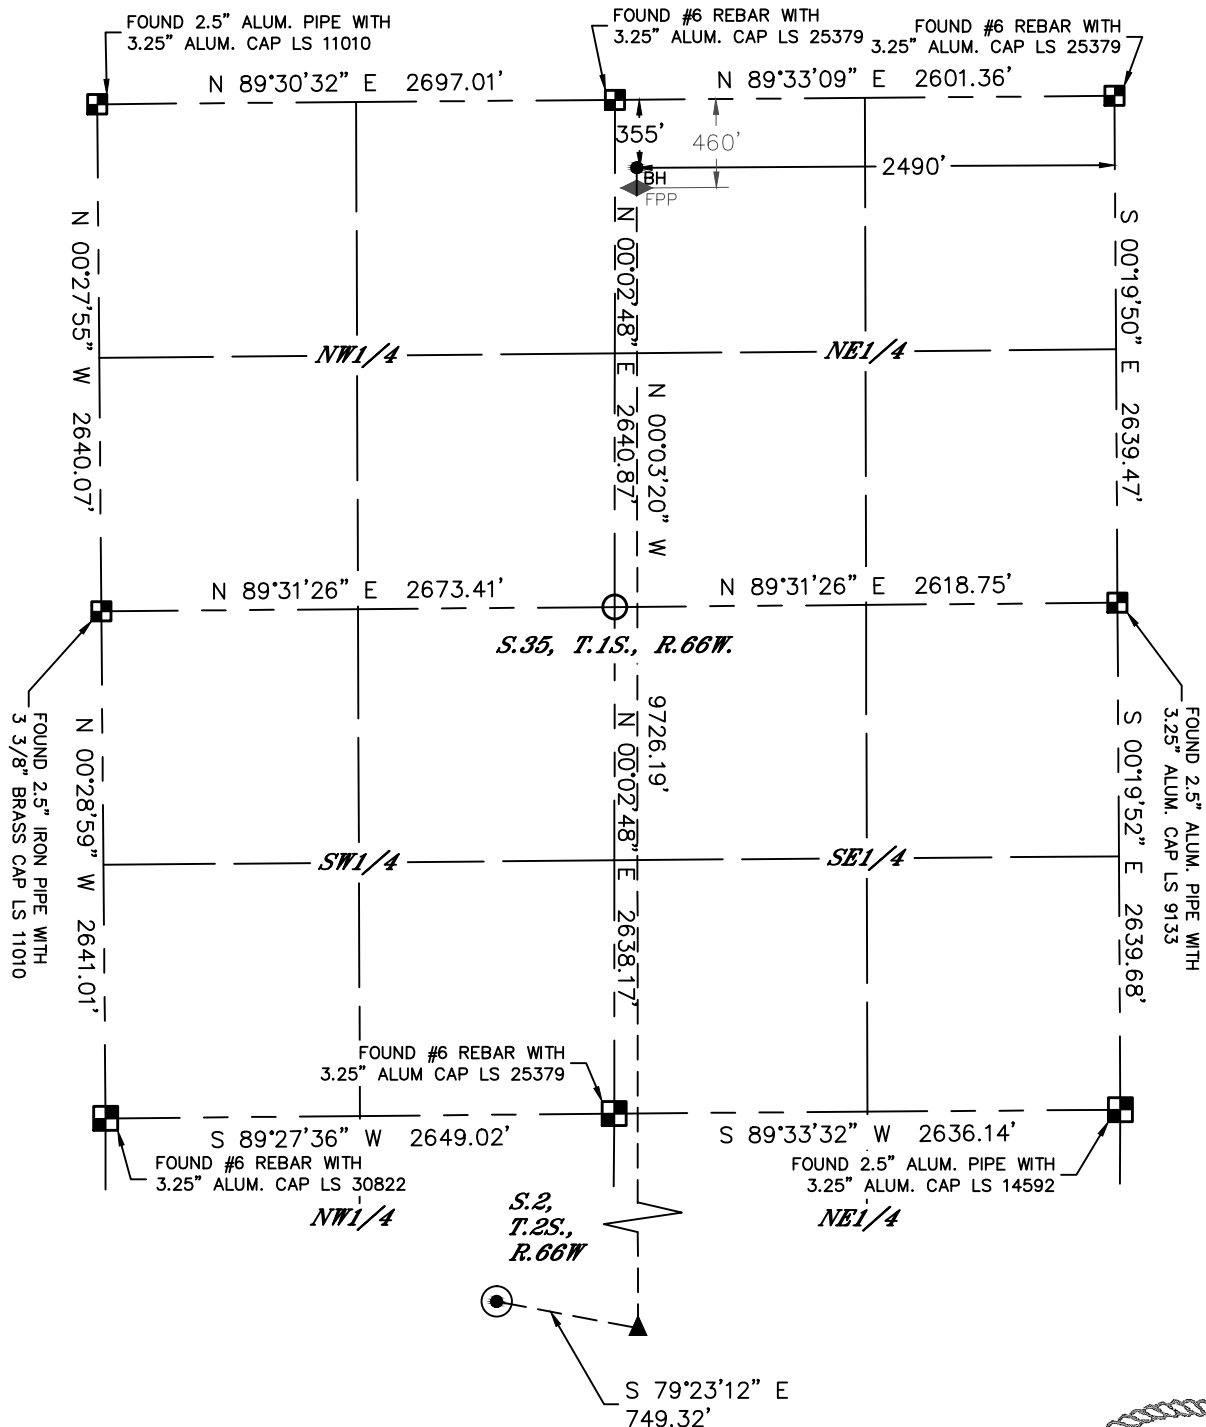 FOUND 2.5" ALUM. PIPE WITH
3.25" ALUM. CAP LS 11010
FOUND #6 REBAR WITH
3.25" ALUM. CAP LS 25379
FOUND #6 REBAR WITH
3.25" ALUM. CAP LS 25379
N 89°30'32" E 2697.01'
N 89°33'09" E 2601.36'
355'
460'
2490'
BH
FPP
N 00°27'55" W 2640.07'
N 00°02'48" E 2640.87'
N 00°03'20" W
S 00°19'50" E 2639.47'
NW1/4
NE1/4
N 89°31'26" E 2673.41'
N 89°31'26" E 2618.75'
S.35, T.1S., R.66W.
FOUND 2.5" IRON PIPE WITH
3 3/8" BRASS CAP LS 11010
N 00°28'59" W 2641.01'
N 00°02'48" E 2638.17'
9726.19'
S 00°19'52" E 2639.68'
FOUND 2.5" ALUM. PIPE WITH
3.25" ALUM. CAP LS 9133
SW1/4
SE1/4
FOUND #6 REBAR WITH
3.25" ALUM CAP LS 25379
S 89°27'36" W 2649.02'
S 89°33'32" W 2636.14'
FOUND #6 REBAR WITH
3.25" ALUM. CAP LS 30822
FOUND 2.5" ALUM. PIPE WITH
3.25" ALUM. CAP LS 14592
NW1/4
S.2,
T.2S.,
R.66W
NE1/4
S 79°23'12" E
749.32'